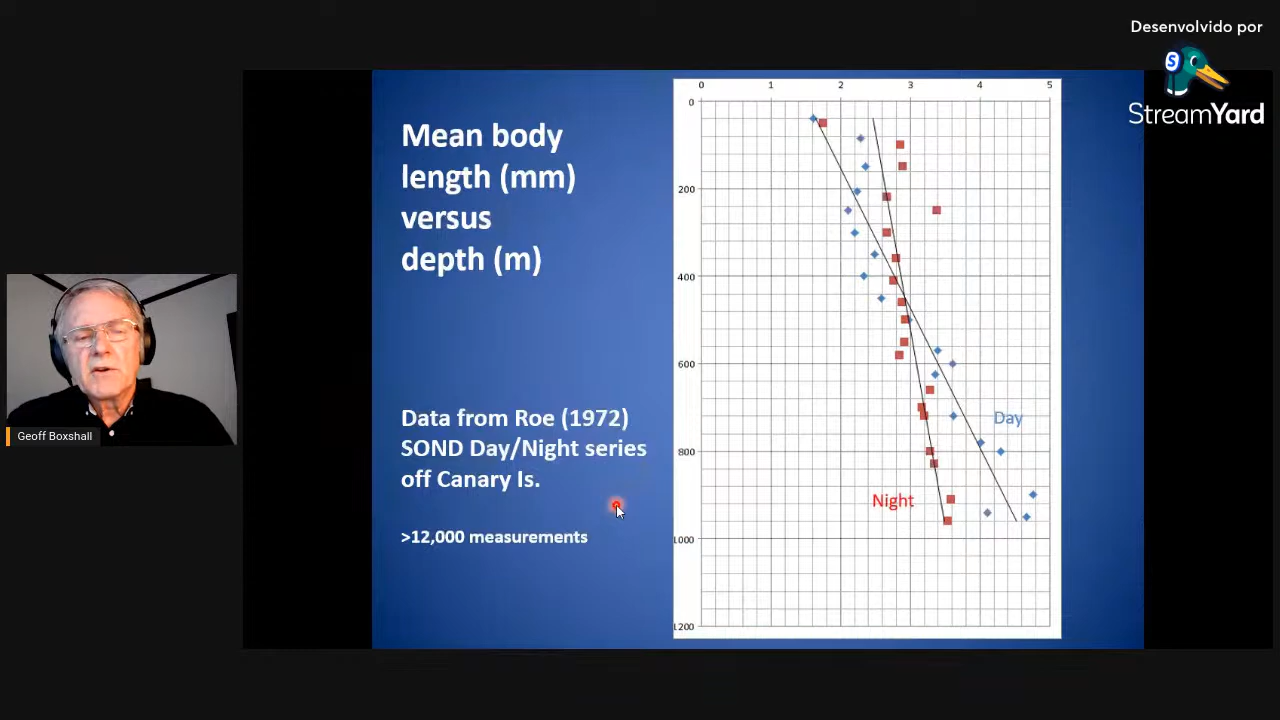 Desenvolvido por
StreamYard
Mean body
length (mm)
versus
depth (m)
Data from Roe (1972)
SOND Day/Night series
off Canary Is.
>12,000 measurements
0 1 2 3 4 5
0
200
400
600
800
1000
1200
Day
Night
Geoff Boxshall